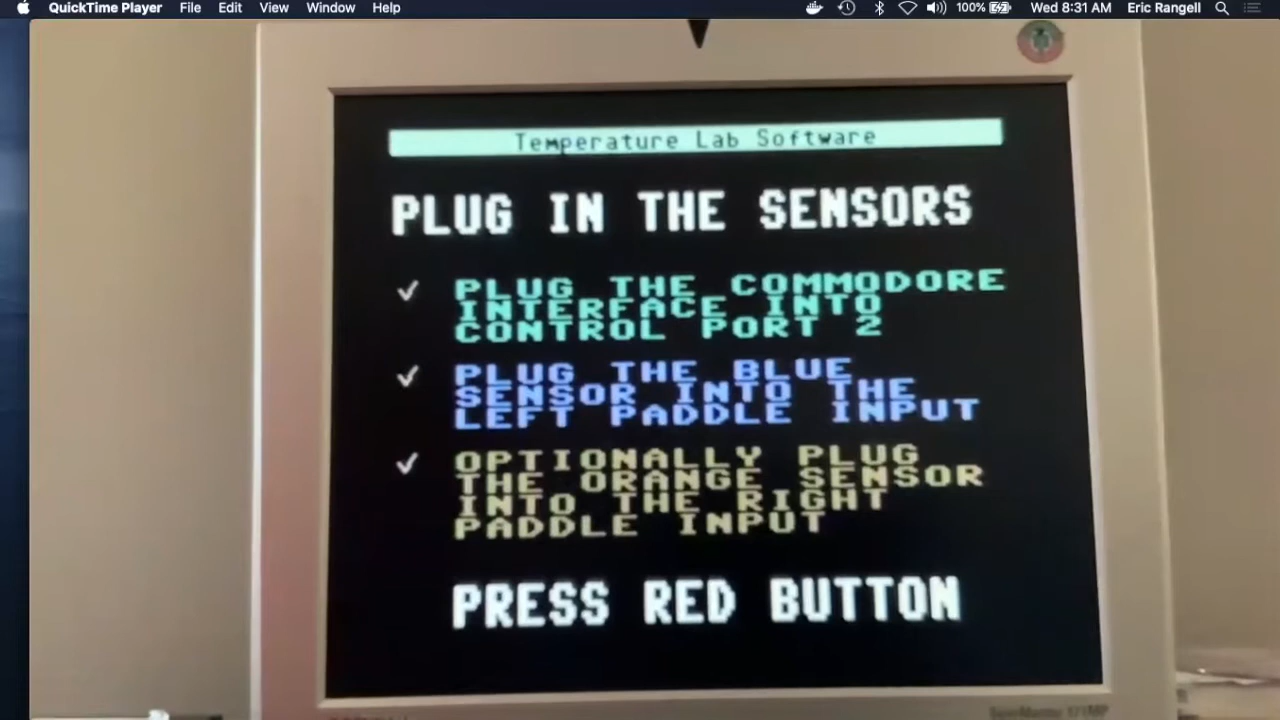 QuickTime Player File Edit View Window Help 100% Wed 8:31 AM Eric Rangell
Temperature Lab Software
PLUG IN THE SENSORS
✓ PLUG THE COMMODORE
INTERFACE INTO
CONTROL PORT 2
✓ PLUG THE BLUE
SENSOR INTO THE
LEFT PADDLE INPUT
✓ OPTIONALLY PLUG
THE ORANGE SENSOR
INTO THE RIGHT
PADDLE INPUT
PRESS RED BUTTON